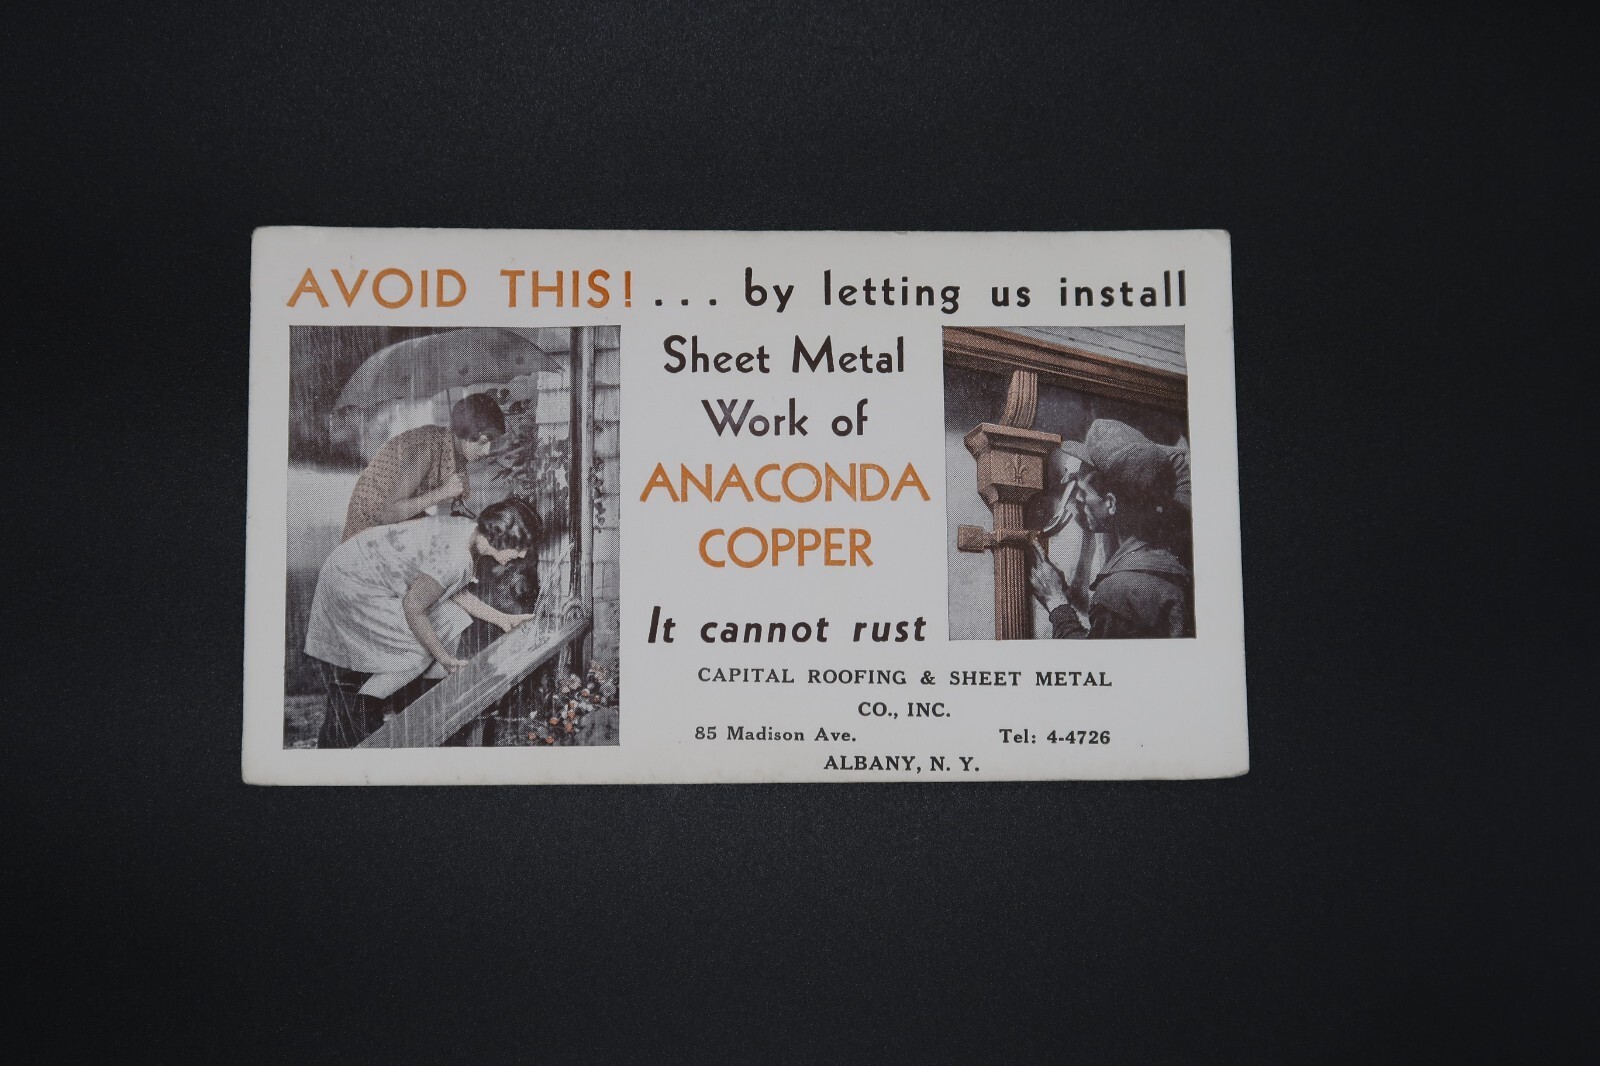 AVOID THIS! ... by letting us install
Sheet Metal
Work of
ANACONDA
COPPER
It cannot rust
CAPITAL ROOFING & SHEET METAL
CO., INC.
85 Madison Ave. Tel: 4-4726
ALBANY, N. Y.